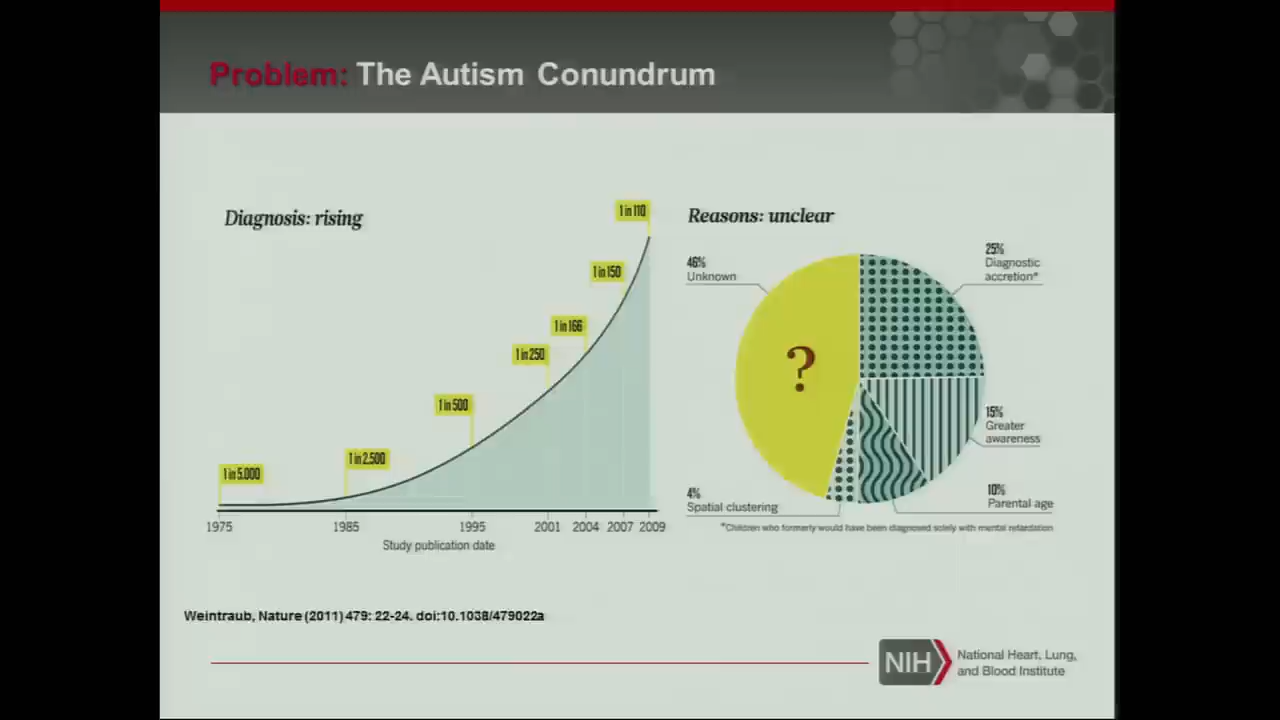 Problem: The Autism Conundrum
Diagnosis: rising
1 in 110
1 in 150
1 in 166
1 in 250
1 in 500
1 in 2,500
1 in 5,000
1975 1985 1995 2001 2004 2007 2009
Study publication date
Reasons: unclear
46%
Unknown
25%
Diagnostic
accretion*
?
15%
Greater
awareness
10%
Parental age
4%
Spatial clustering
*Children who formerly would have been diagnosed solely with mental retardation
Weintraub, Nature (2011) 479: 22-24. doi:10.1038/479022a
NIH
National Heart, Lung,
and Blood Institute